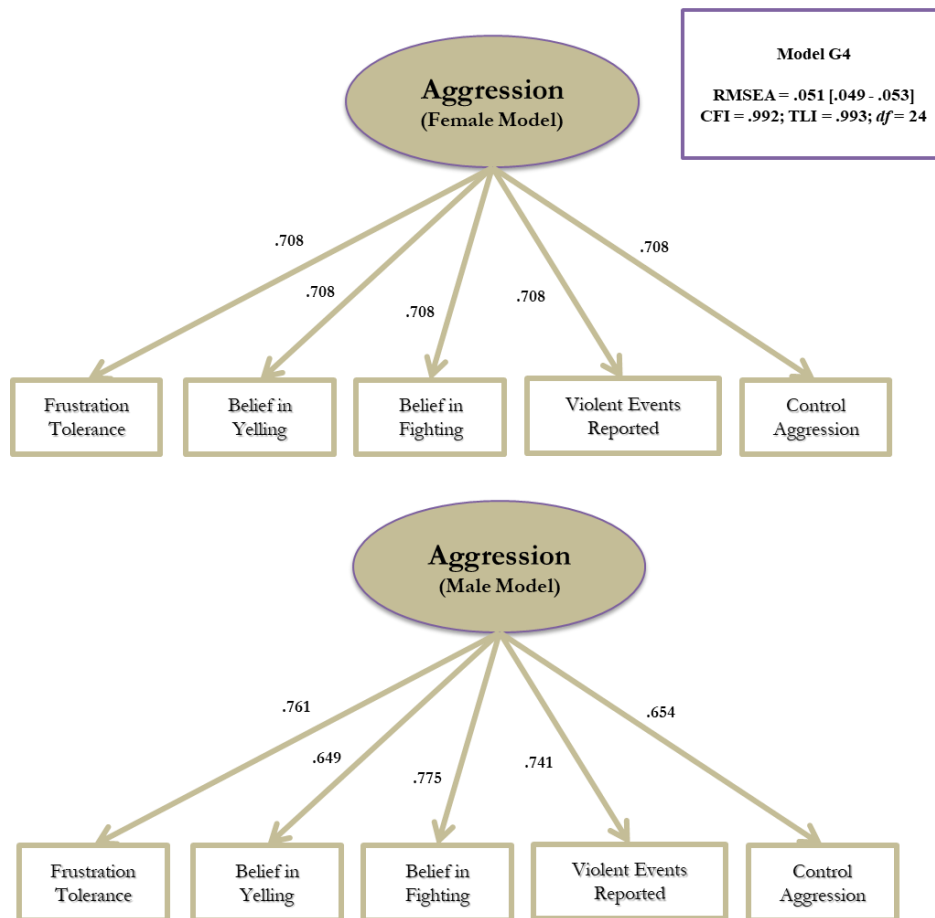 Aggression
(Female Model)
Model G4
RMSEA = .051 [.049 - .053]
CFI = .992; TLI = .993; df = 24
.708
.708
.708
.708
.708
Frustration
Tolerance
Belief in
Yelling
Belief in
Fighting
Violent Events
Reported
Control
Aggression
Aggression
(Male Model)
.761
.649
.775
.741
.654
Frustration
Tolerance
Belief in
Yelling
Belief in
Fighting
Violent Events
Reported
Control
Aggression